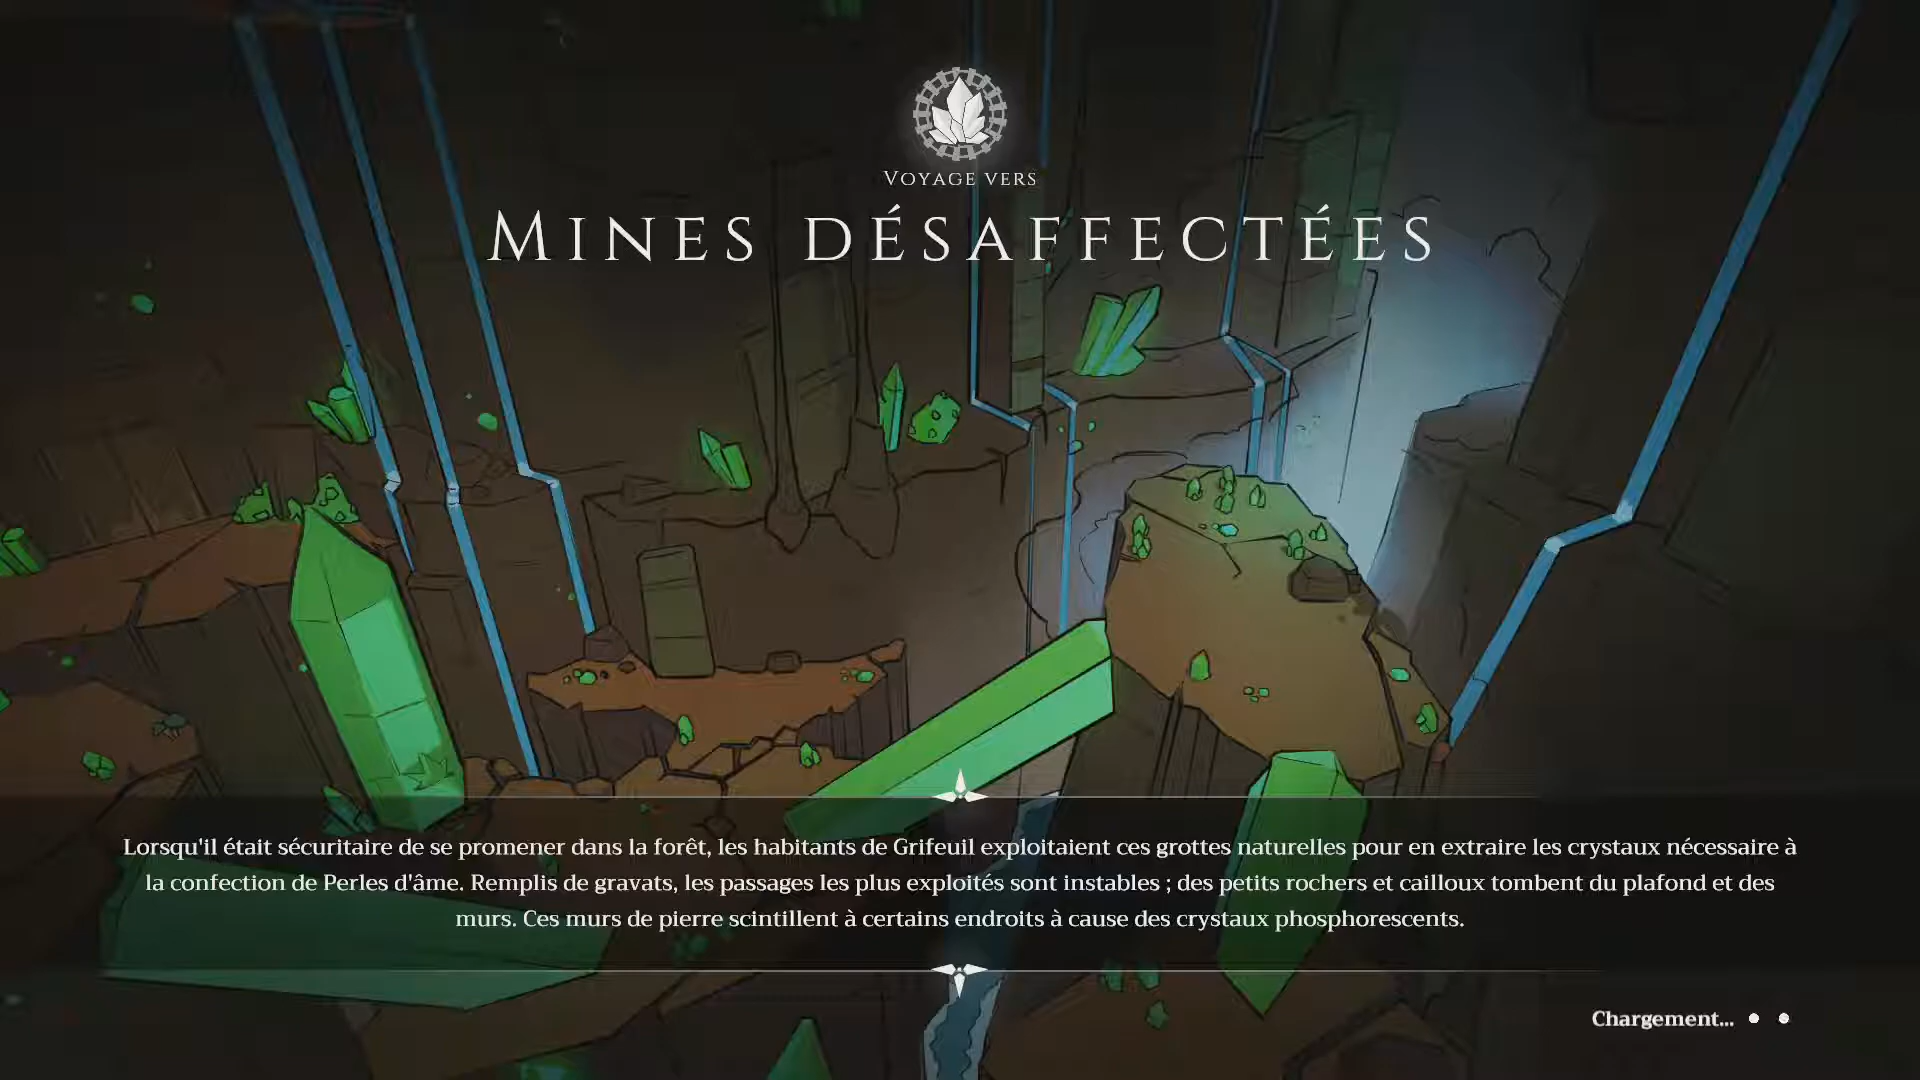 Voyage vers
Mines désaffectées
Lorsqu'il était sécuritaire de se promener dans la forêt, les habitants de Grifeuil exploitaient ces grottes naturelles pour en extraire les crystaux nécessaire à
la confection de Perles d'âme. Remplis de gravats, les passages les plus exploités sont instables ; des petits rochers et cailloux tombent du plafond et des
murs. Ces murs de pierre scintillent à certains endroits à cause des crystaux phosphorescents.
Chargement...